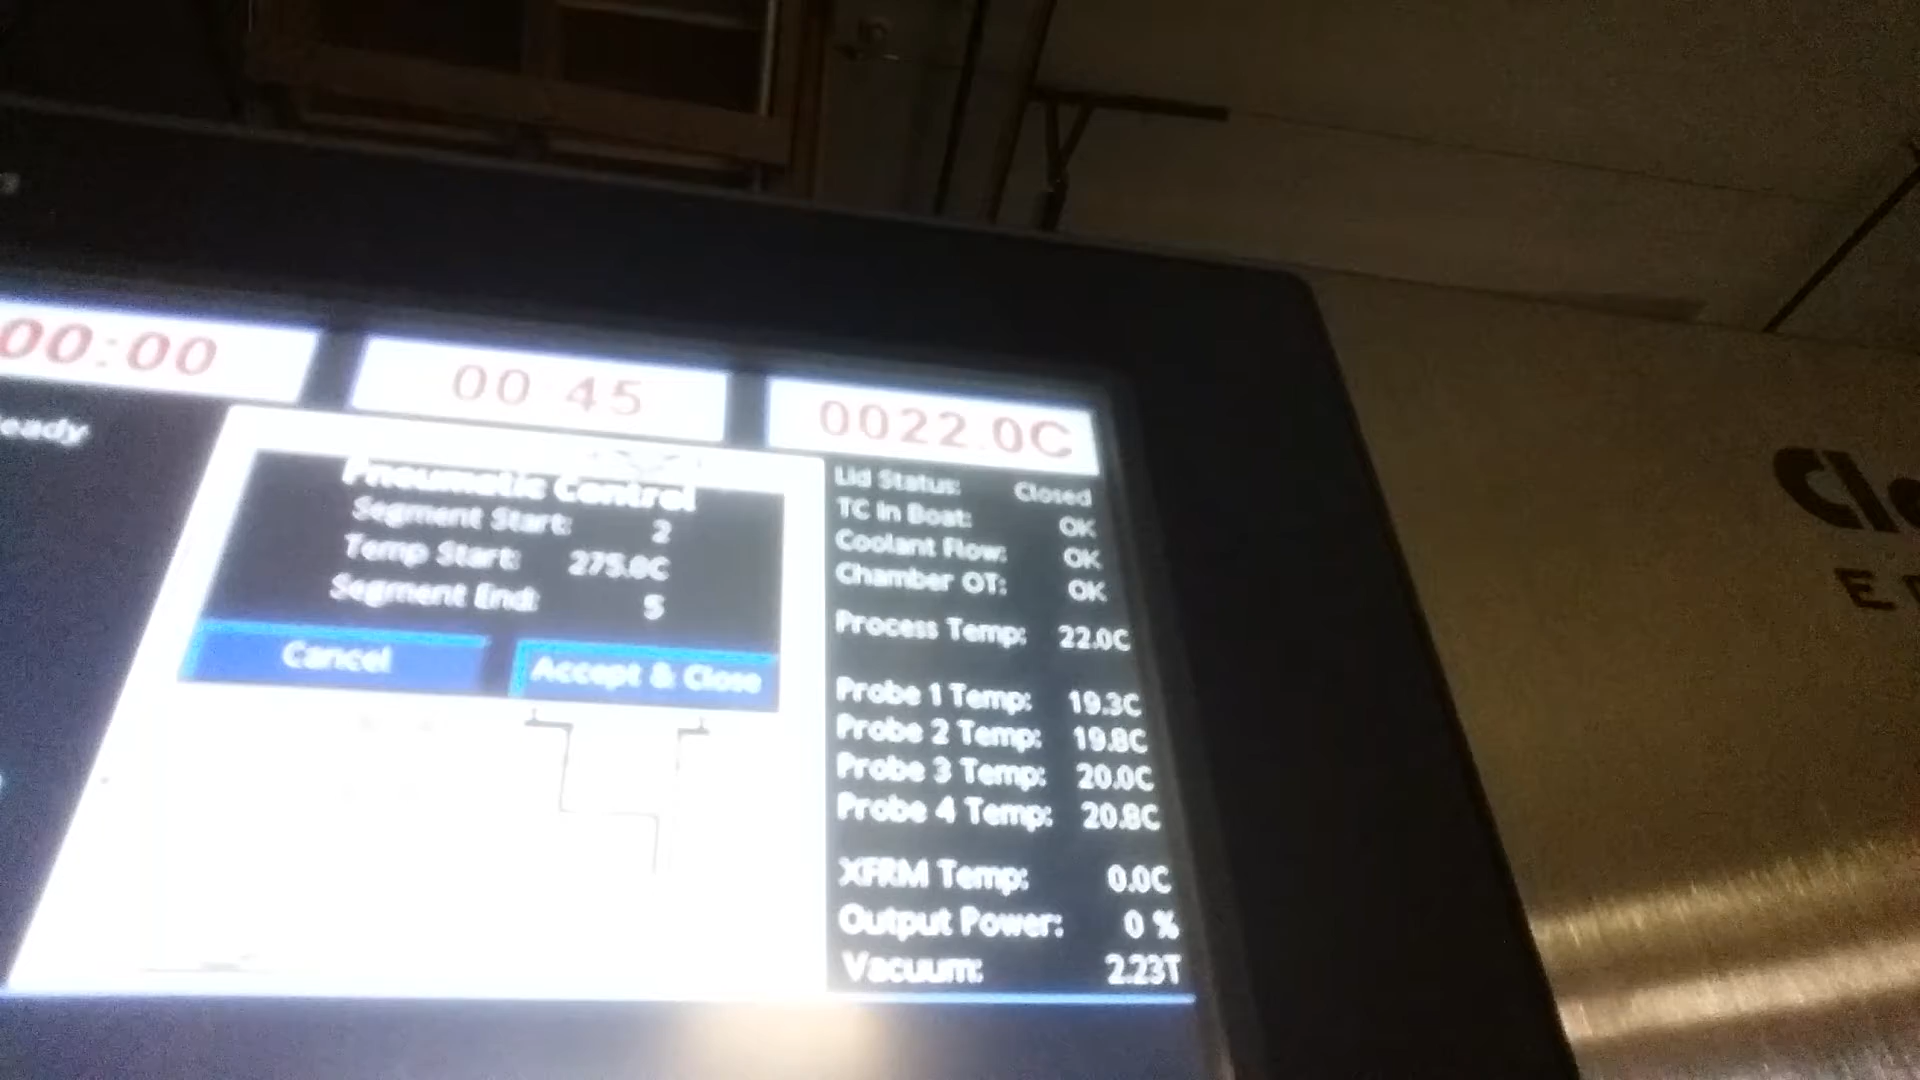 00:00
00 45
0022.0C
eady
Pneumatic Control
Segment Start: 2
Temp Start: 275.0C
Segment End: 5
Cancel
Accept & Close
Lid Status: Closed
TC In Boat: OK
Coolant Flow: OK
Chamber OT: OK
Process Temp: 22.0C
Probe 1 Temp: 19.3C
Probe 2 Temp: 19.8C
Probe 3 Temp: 20.0C
Probe 4 Temp: 20.8C
XFRM Temp: 0.0C
Output Power: 0 %
Vacuum: 2.23T
Cl
E